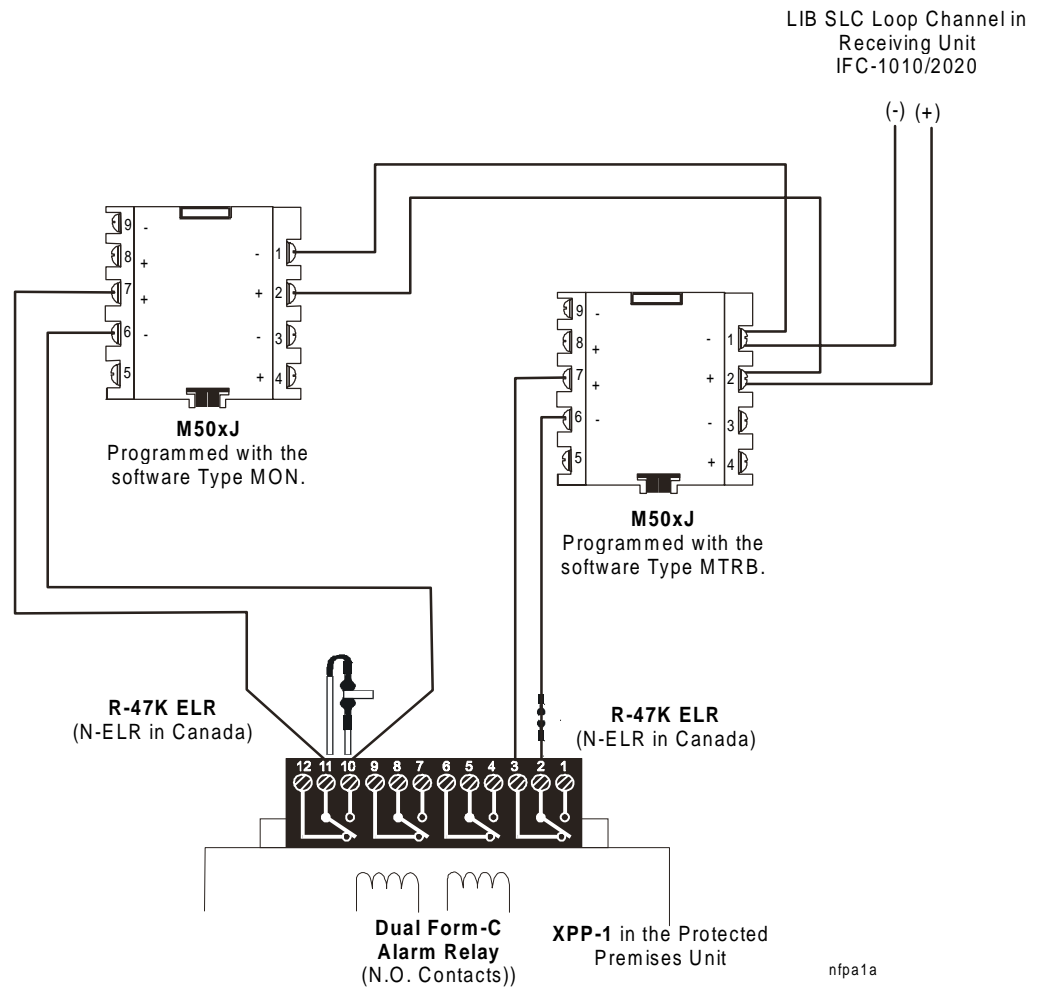 LIB SLC Loop Channel in
Receiving Unit
IFC-1010/2020
(-) (+)
9 -
8 +
7 +
6 -
5
- 1
+ 2
- 3
+ 4
M50xJ
Programmed with the
software Type MON.
9 -
8 +
7 +
6 -
5
- 1
+ 2
- 3
+ 4
M50xJ
Programmed with the
software Type MTRB.
R-47K ELR
(N-ELR in Canada)
R-47K ELR
(N-ELR in Canada)
12 11 10 9 8 7 6 5 4 3 2 1
Dual Form-C
Alarm Relay
(N.O. Contacts))
XPP-1 in the Protected
Premises Unit
nfpa1a